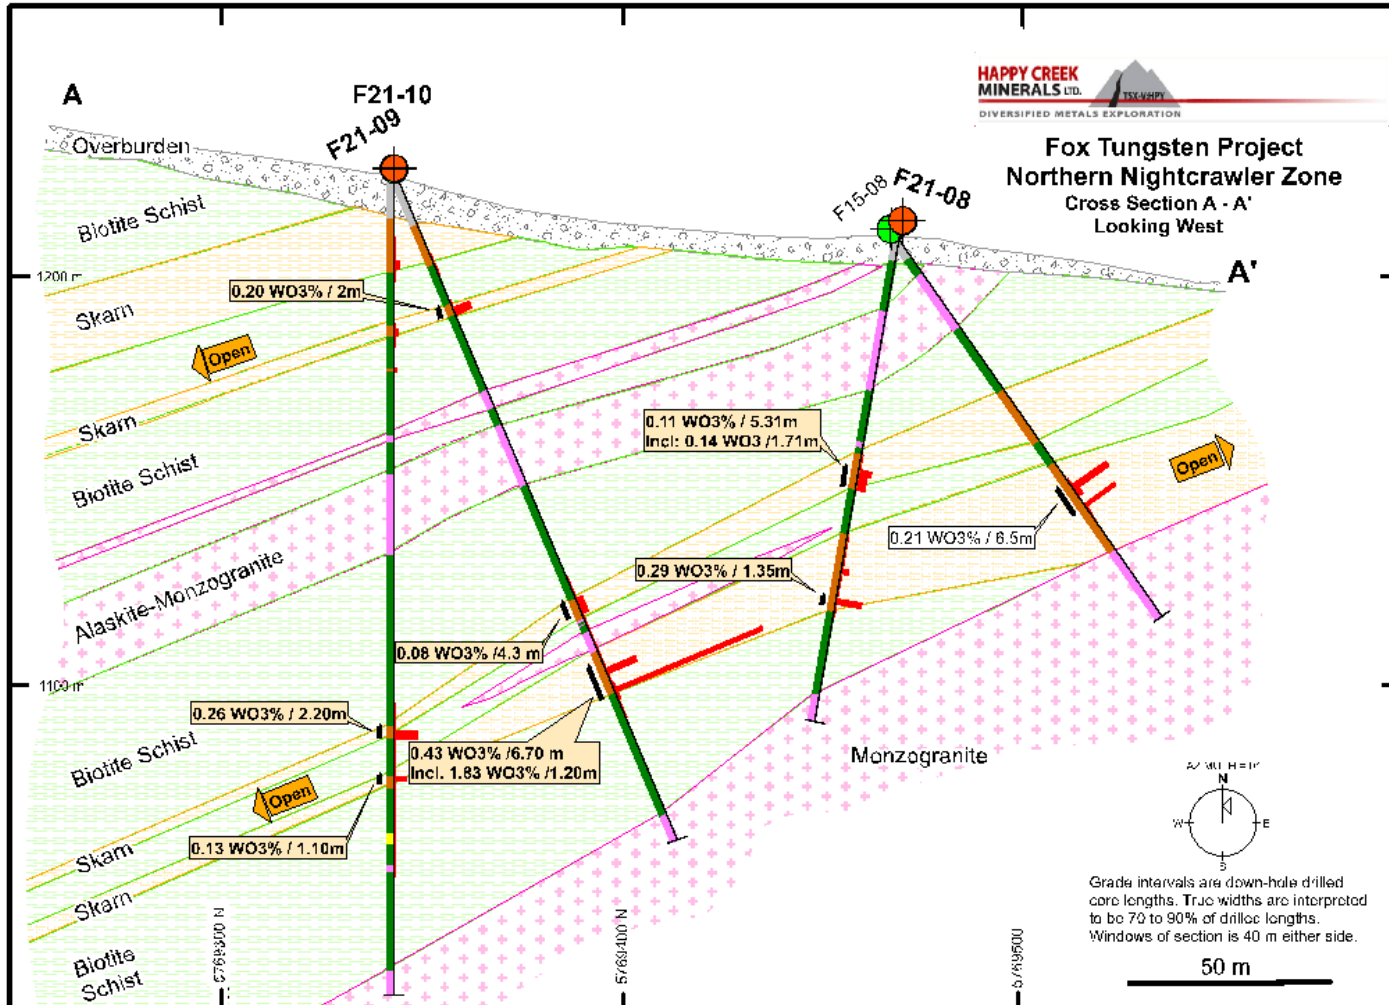 HAPPY CREEK
MINERALS LTD.
TSX-V:HPY
DIVERSIFIED METALS EXPLORATION
Fox Tungsten Project
Northern Nightcrawler Zone
Cross Section A - A'
Looking West
A
F21-10
F21-09
Overburden
F15-08
F21-08
A'
Biotite Schist
1200 m
0.20 WO3% / 2m
Skarn
Open
Skarn
0.11 WO3% / 5.31m
Incl: 0.14 WO3 /1.71m
Open
Biotite Schist
0.21 WO3% / 6.5m
0.29 WO3% / 1.35m
Alaskite-Monzogranite
0.08 WO3% /4.3 m
1100 m
0.26 WO3% / 2.20m
Biotite Schist
0.43 WO3%/6.70 m
Incl. 1.83 WO3% /1.20m
Monzogranite
Open
0.13 WO3% / 1.10m
Skarn
Skarn
Biotite
Schist
5769300 N
5769400 N
5769500
N
W
E
S
Grade intervals are down-hole drilled
core lengths. True widths are interpreted
to be 70 to 90% of drilled lengths.
Windows of section is 40 m either side.
50 m